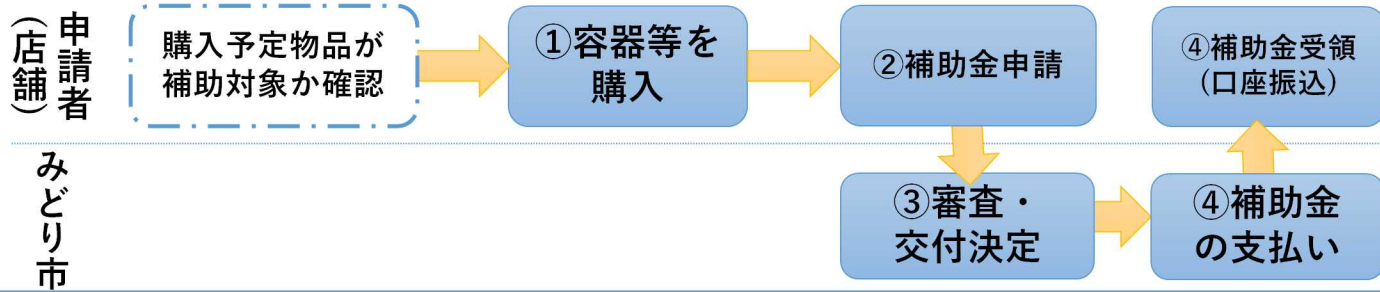 申請者
(店舗)
購入予定物品が
補助対象か確認
①容器等を
購入
②補助金申請
④補助金受領
(口座振込)
みどり市
③審査・
交付決定
④補助金
の支払い